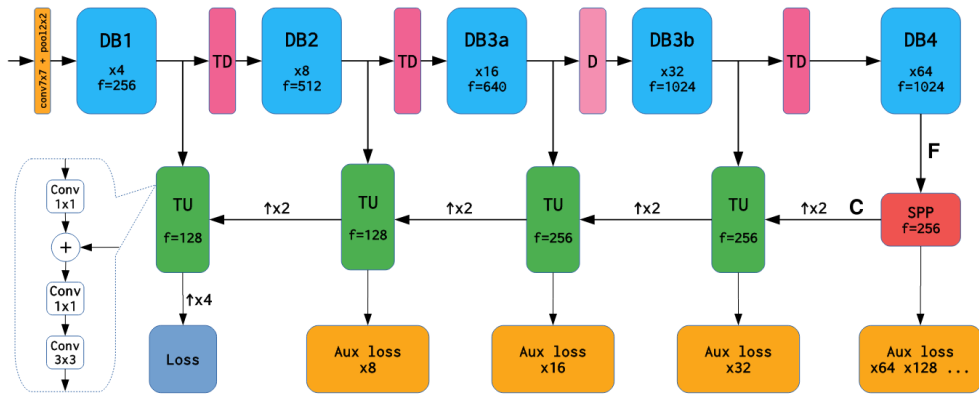 conv7x7 + pool2x2
DB1
x4
f=256
TD
DB2
x8
f=512
TD
DB3a
x16
f=640
D
DB3b
x32
f=1024
TD
DB4
x64
f=1024
F
Conv
1x1
+
Conv
1x1
Conv
3x3
TU
f=128
↑x2
TU
f=128
↑x2
TU
f=256
↑x2
TU
f=256
↑x2
C
SPP
f=256
↑x4
Loss
Aux loss
x8
Aux loss
x16
Aux loss
x32
Aux loss
x64 x128 ...